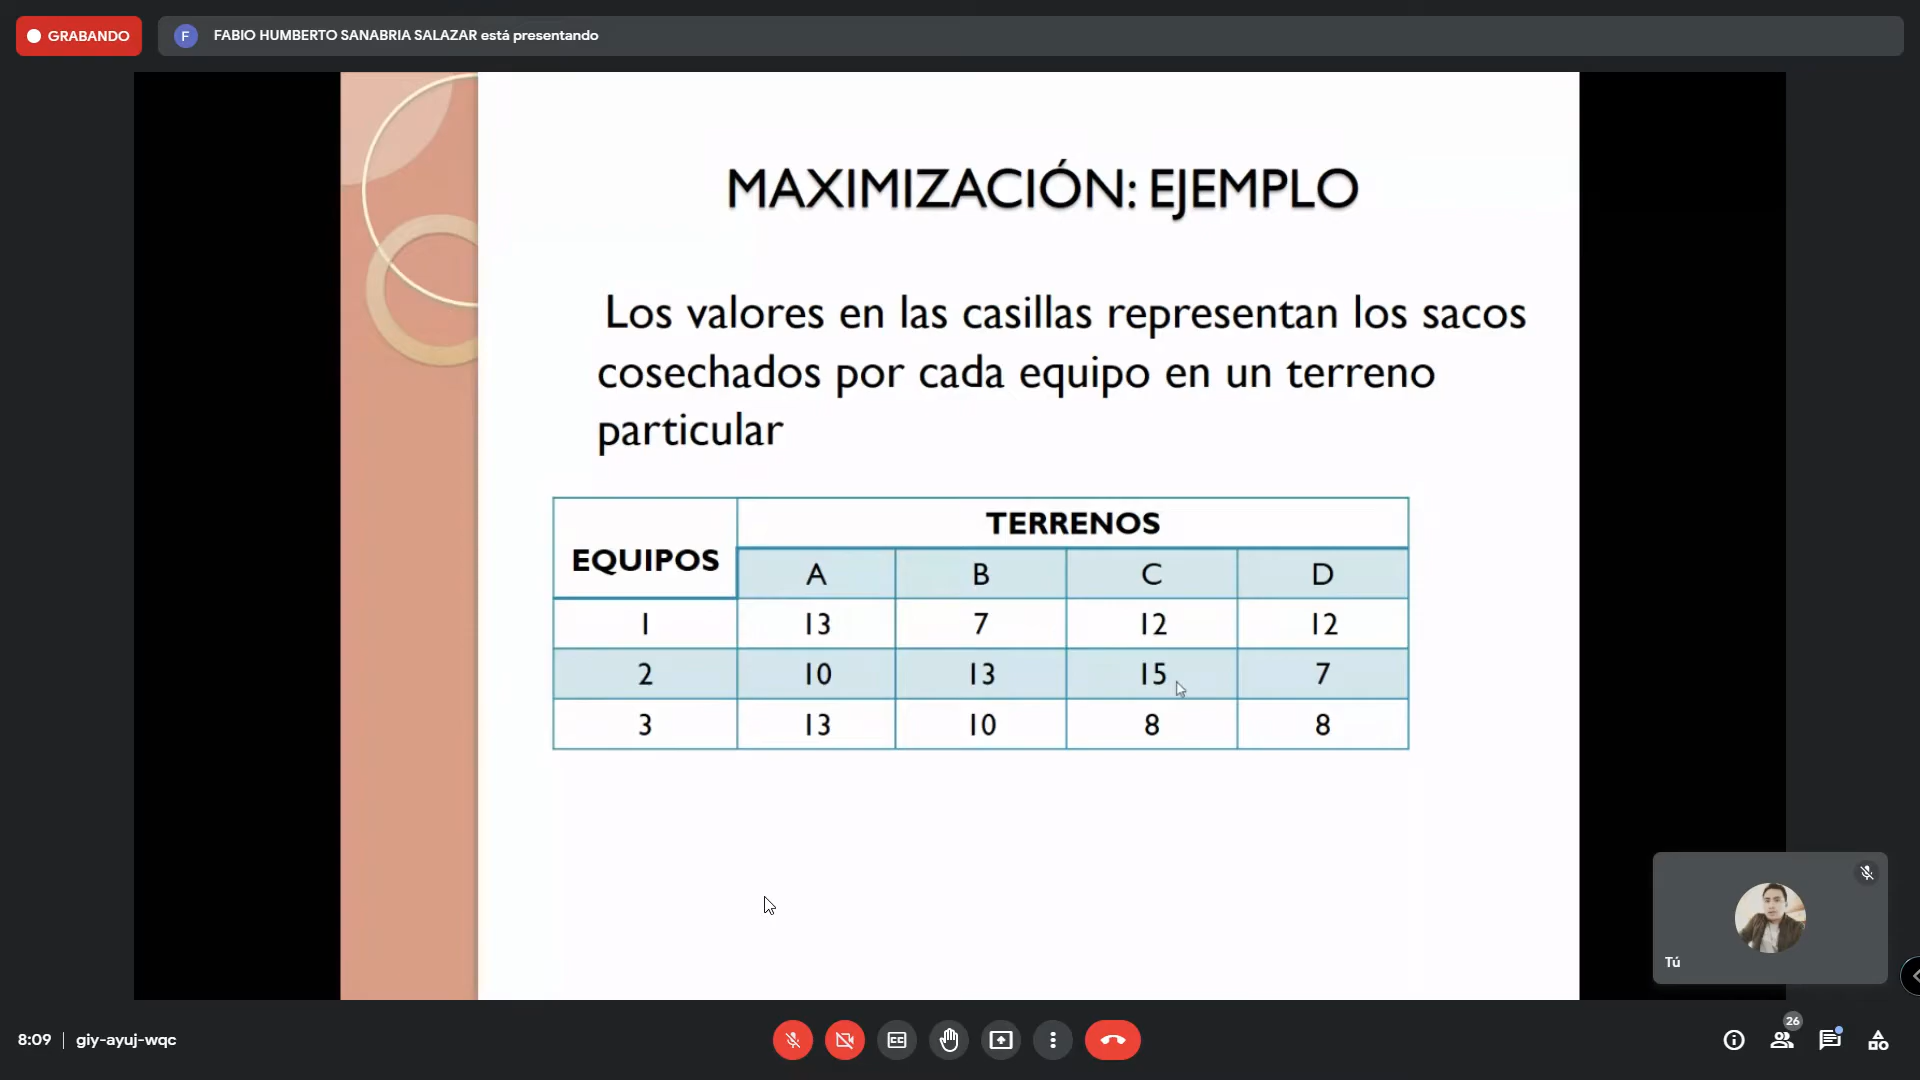 GRABANDO
F
FABIO HUMBERTO SANABRIA SALAZAR está presentando
MAXIMIZACIÓN: EJEMPLO
Los valores en las casillas representan los sacos
cosechados por cada equipo en un terreno
particular
EQUIPOS
TERRENOS
A B C D
1 13 7 12 12
2 10 13 15 7
3 13 10 8 8
Tú
8:09 | giy-ayuj-wqc
26